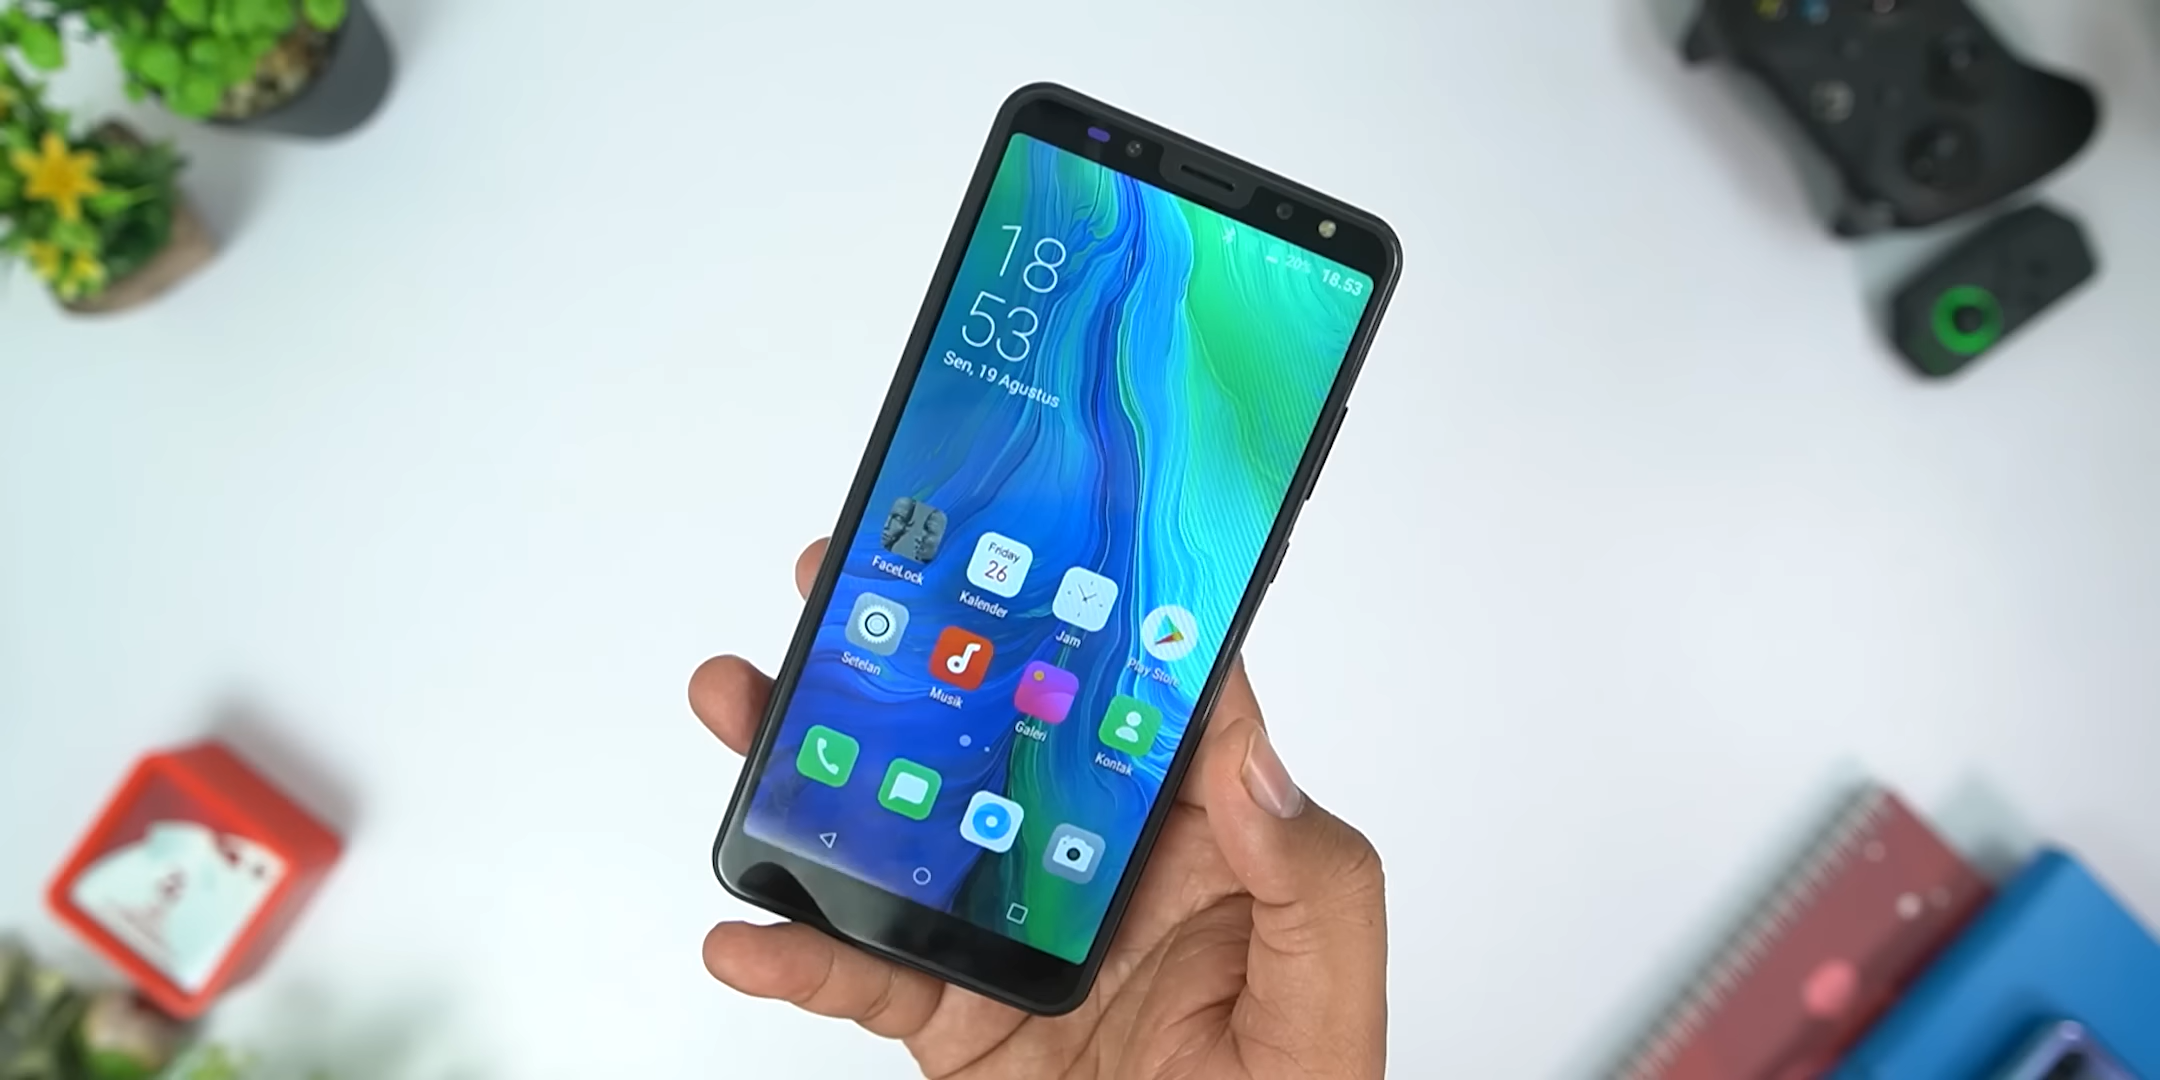 20% 18.53
18
53
Sen, 19 Agustus
FaceLock
Friday
26
Kalender
Jam
Play Store
Setelan
Musik
Galeri
Kontak